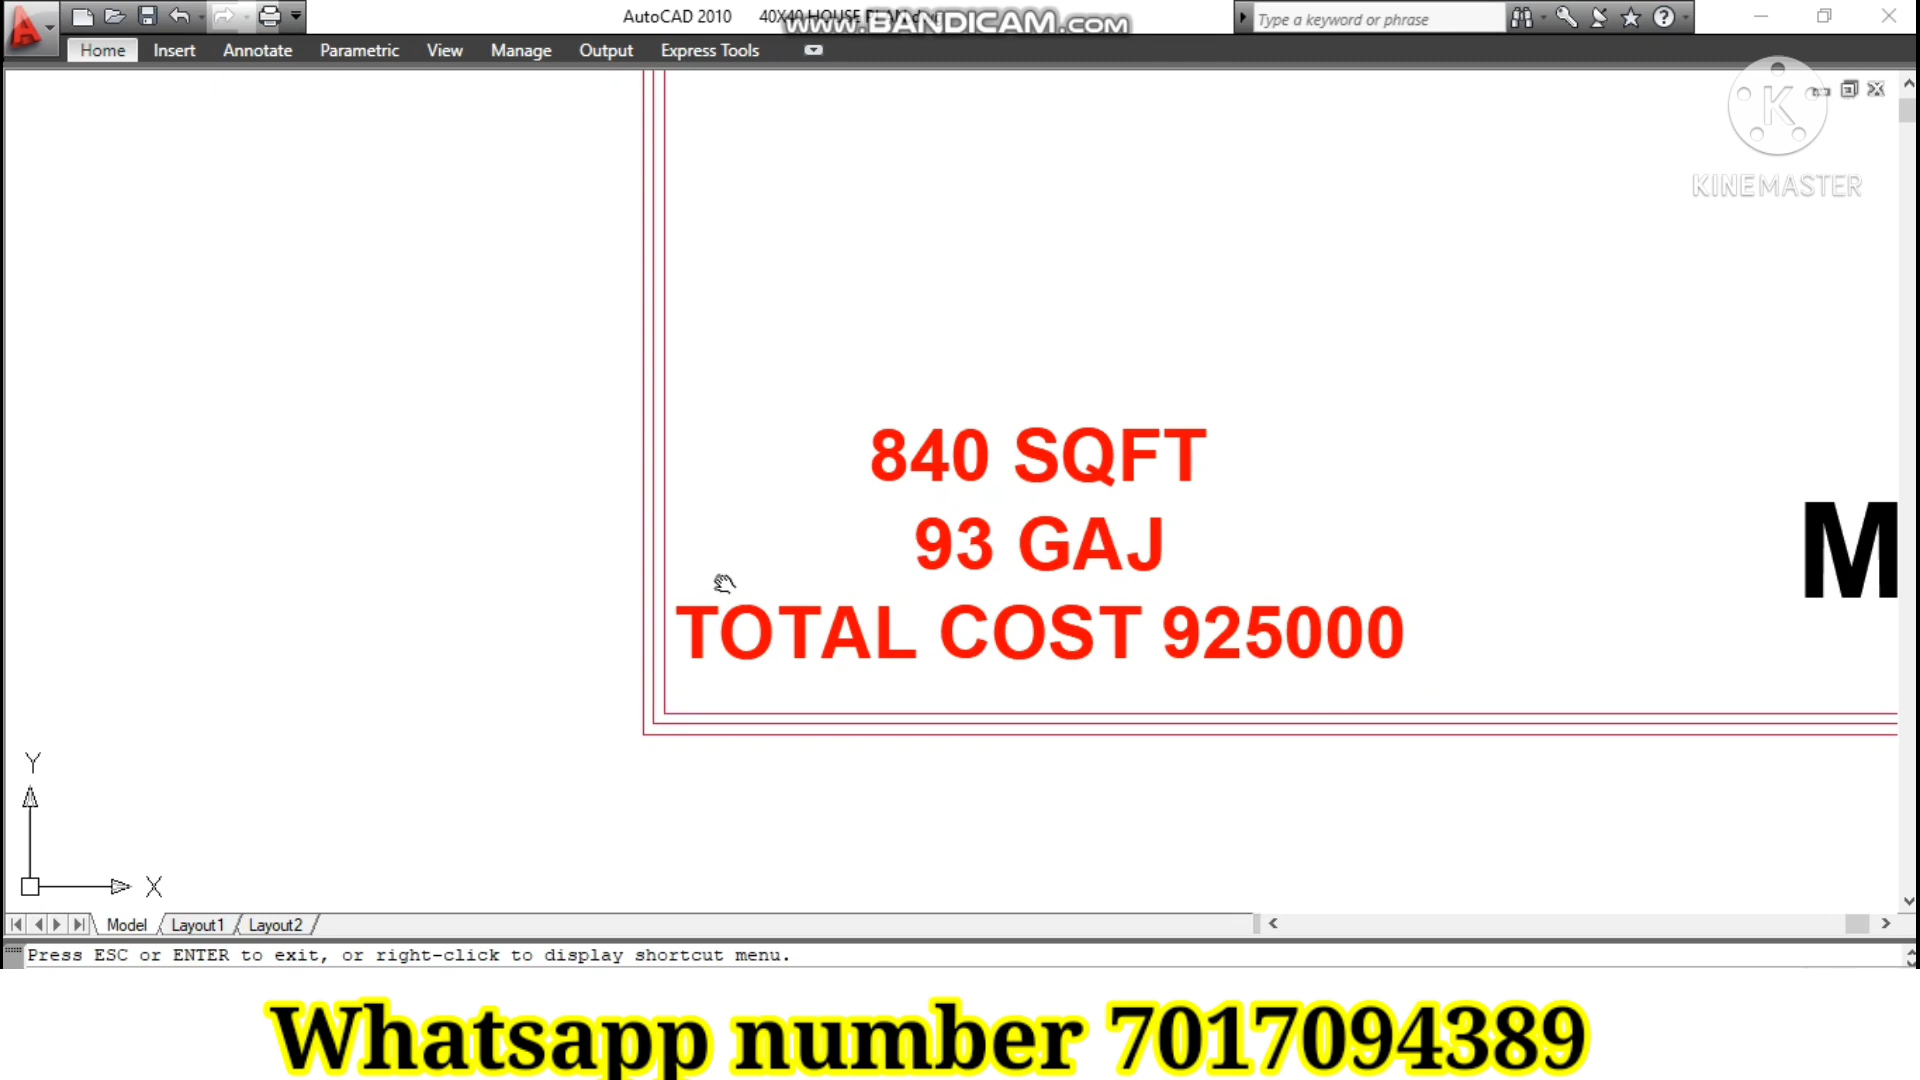 AutoCAD 2010 40X40 HOUSE
www.BANDICAM.com
Type a keyword or phrase
Home Insert Annotate Parametric View Manage Output Express Tools
K
KINEMASTER
840 SQFT
93 GAJ
M
TOTAL COST 925000
Y
X
Model Layout1 Layout2
Press ESC or ENTER to exit, or right-click to display shortcut menu.
Whatsapp number 7017094389